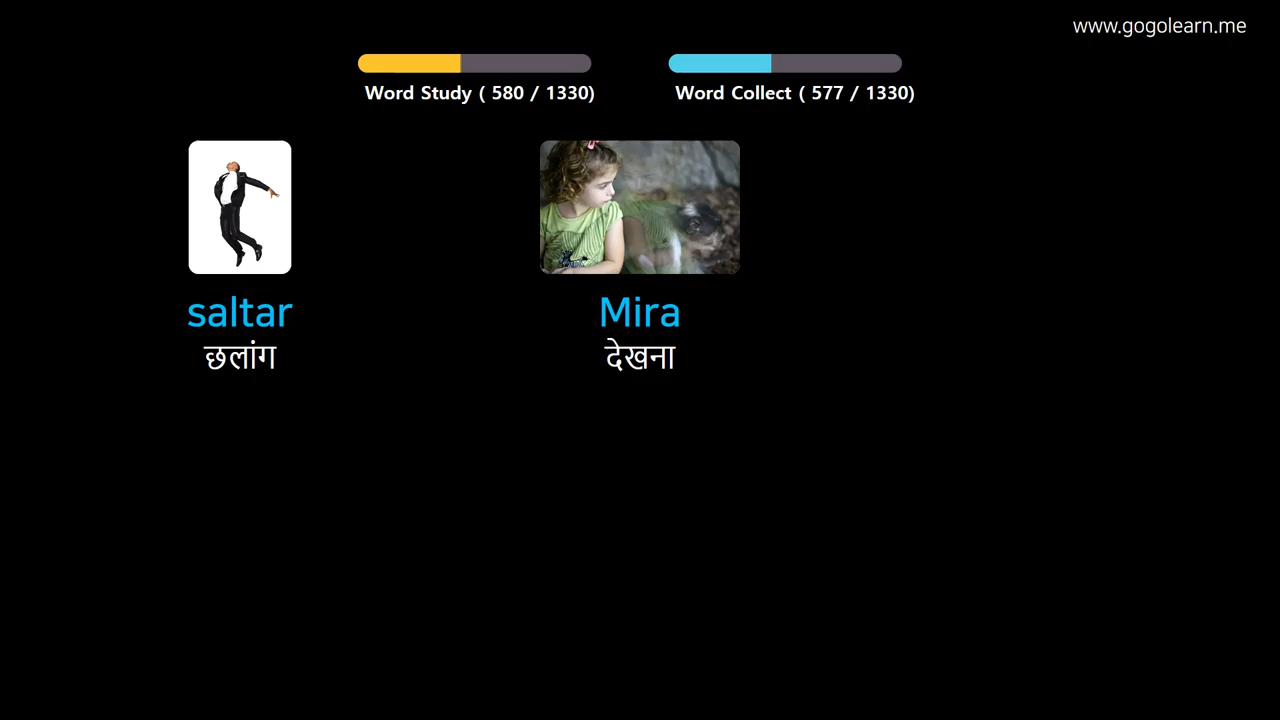 www.gogolearn.me
Word Study ( 580 / 1330)
Word Collect ( 577 / 1330)
saltar
छलांग
Mira
देखना